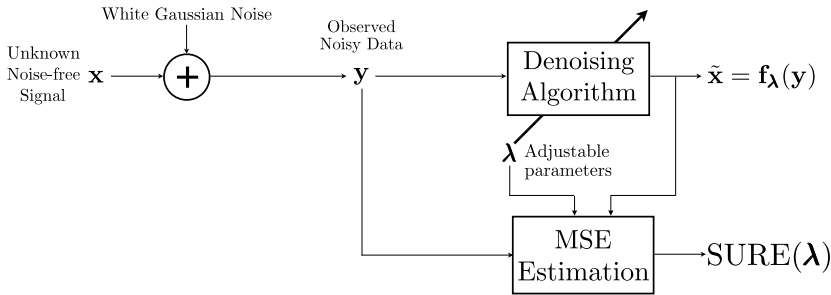 White Gaussian Noise
Unknown
Noise-free
Signal
x
+
Observed
Noisy Data
y
Denoising
Algorithm
x̃ = f_λ(y)
λ Adjustable
parameters
MSE
Estimation
SURE(λ)